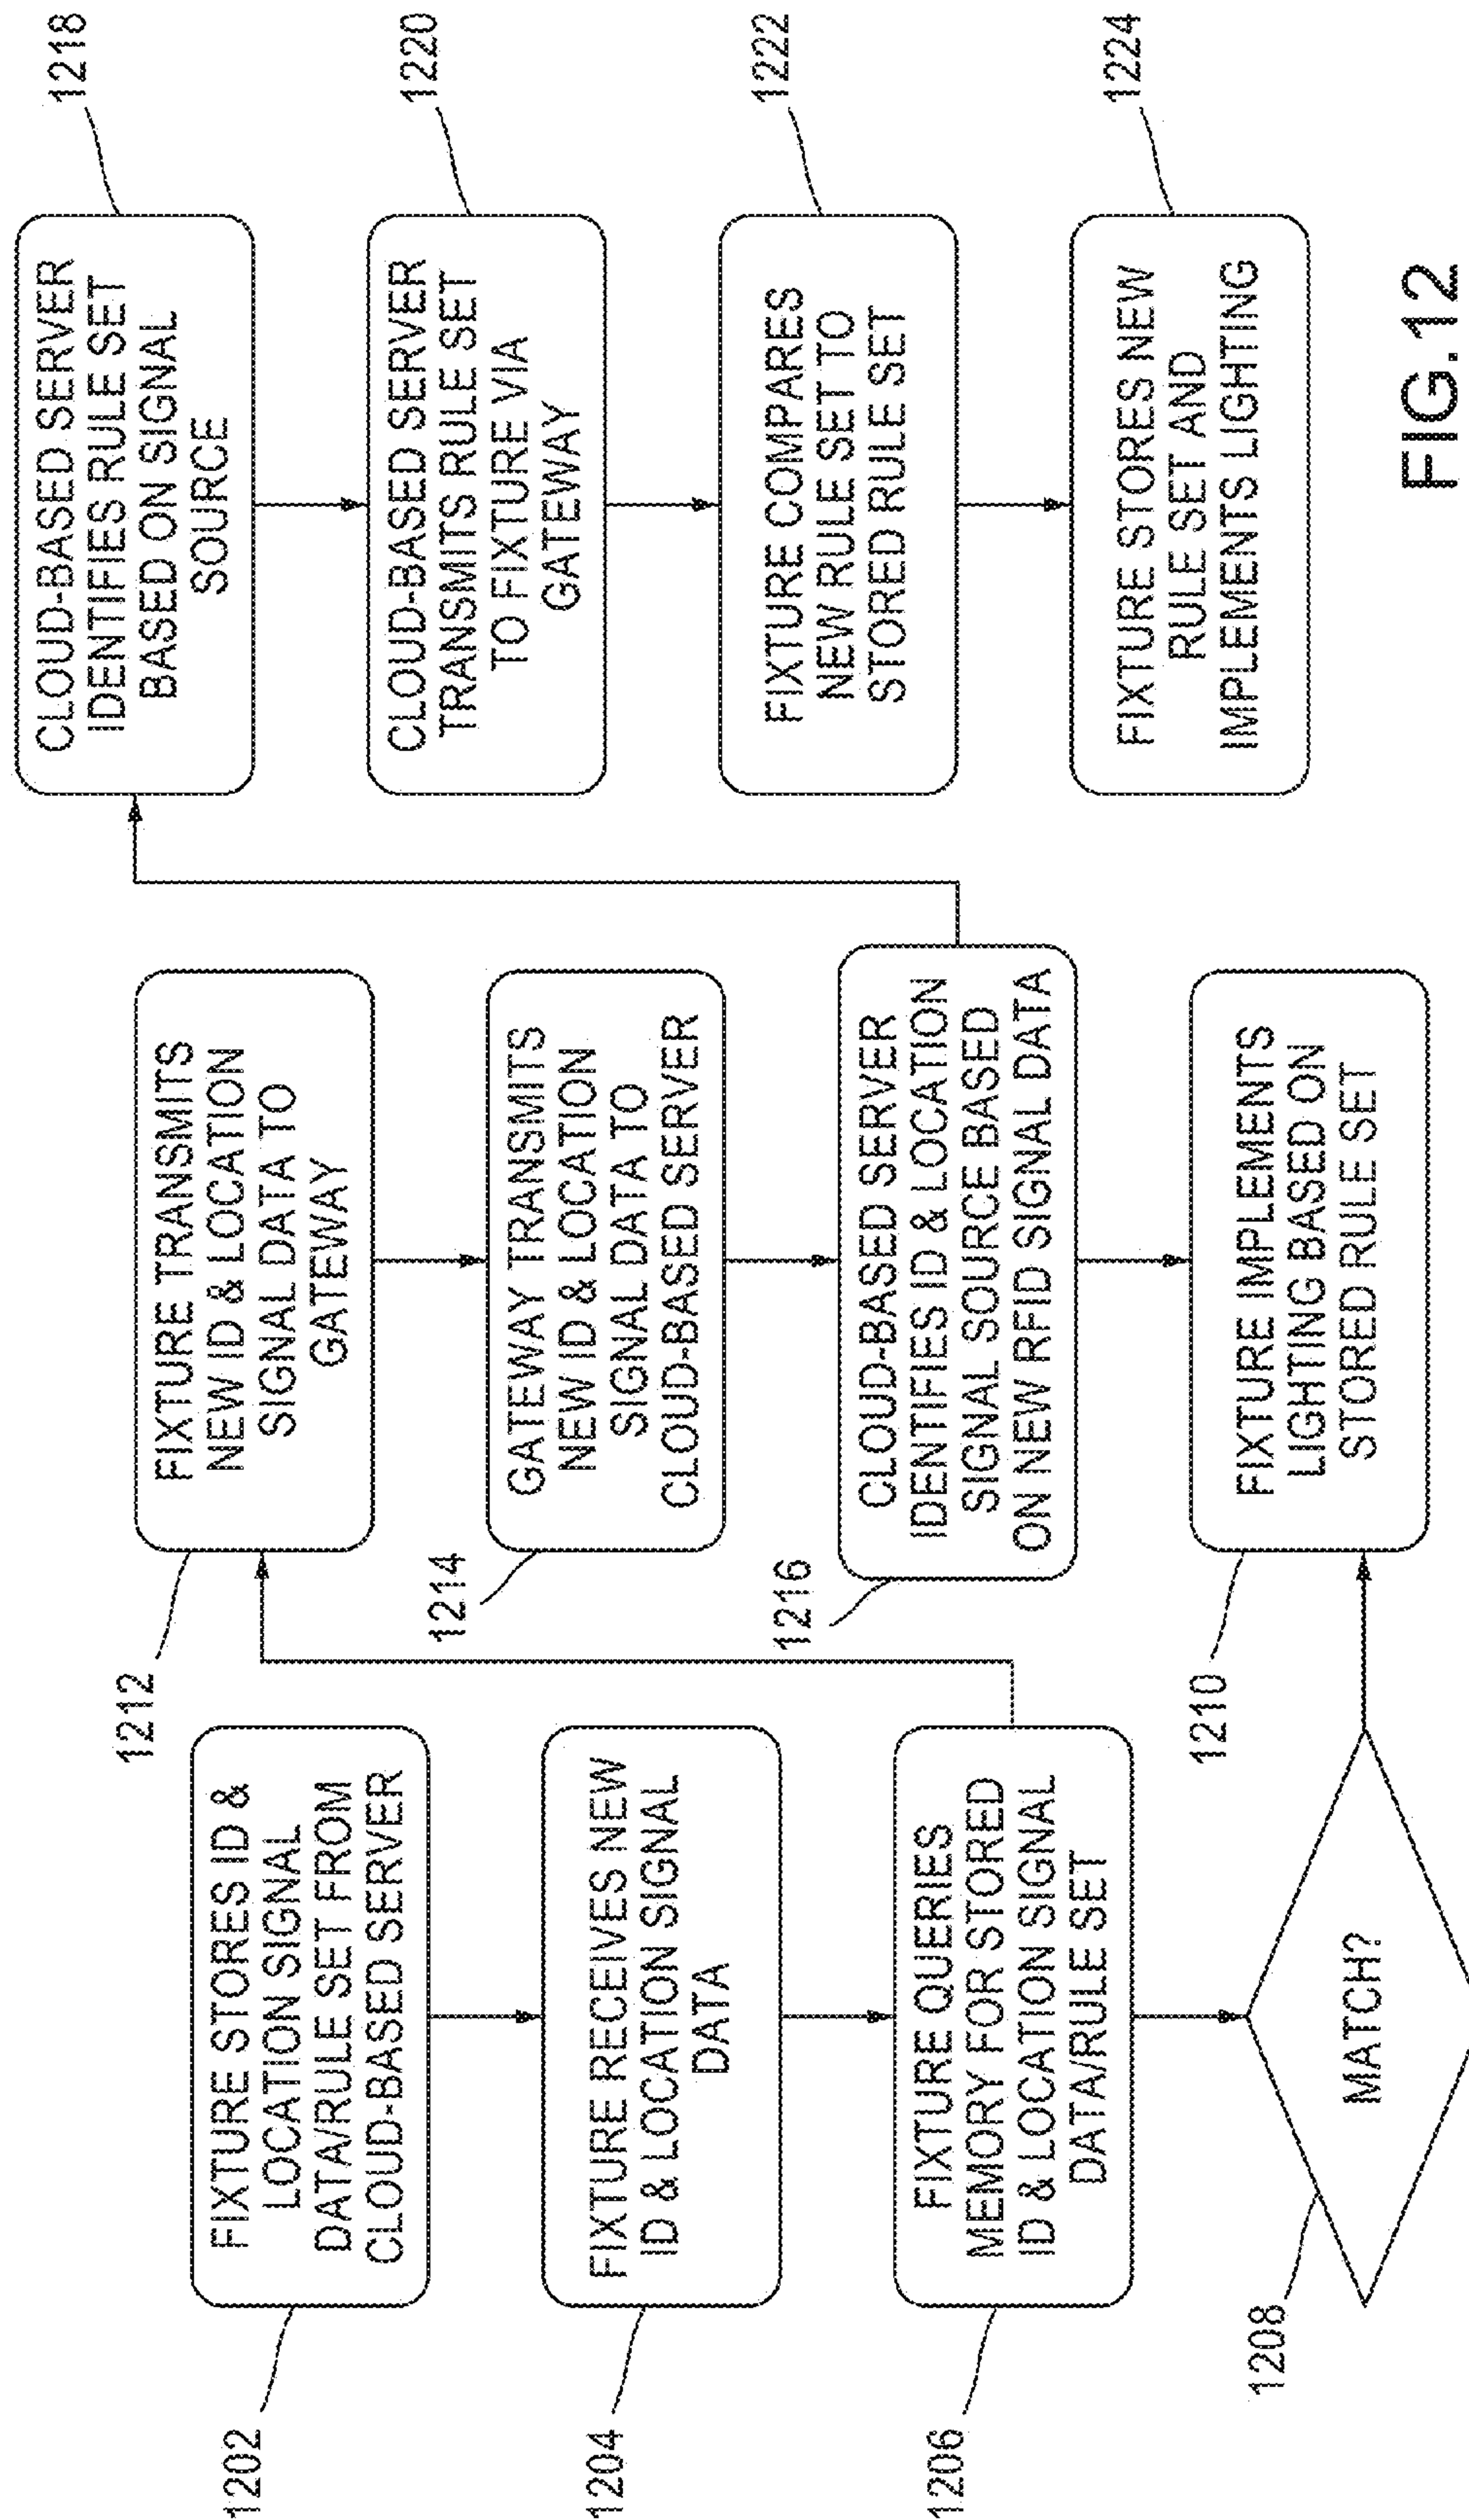 1202
FIXTURE STORES ID &
LOCATION SIGNAL
DATA/RULE SET FROM
CLOUD-BASED SERVER
1204
FIXTURE RECEIVES NEW
ID & LOCATION SIGNAL
DATA
1206
FIXTURE QUERIES
MEMORY FOR STORED
ID & LOCATION SIGNAL
DATA/RULE SET
1208
MATCH?
1212
FIXTURE TRANSMITS
NEW ID & LOCATION
SIGNAL DATA TO
GATEWAY
1214
GATEWAY TRANSMITS
NEW ID & LOCATION
SIGNAL DATA TO
CLOUD-BASED SERVER
1216
CLOUD-BASED SERVER
IDENTIFIES ID & LOCATION
SIGNAL SOURCE BASED
ON NEW RFID SIGNAL DATA
1210
FIXTURE IMPLEMENTS
LIGHTING BASED ON
STORED RULE SET
1218
CLOUD-BASED SERVER
IDENTIFIES RULE SET
BASED ON SIGNAL
SOURCE
1220
CLOUD-BASED SERVER
TRANSMITS RULE SET
TO FIXTURE VIA
GATEWAY
1222
FIXTURE COMPARES
NEW RULE SET TO
STORED RULE SET
1224
FIXTURE STORES NEW
RULE SET AND
IMPLEMENTS LIGHTING
FIG.12